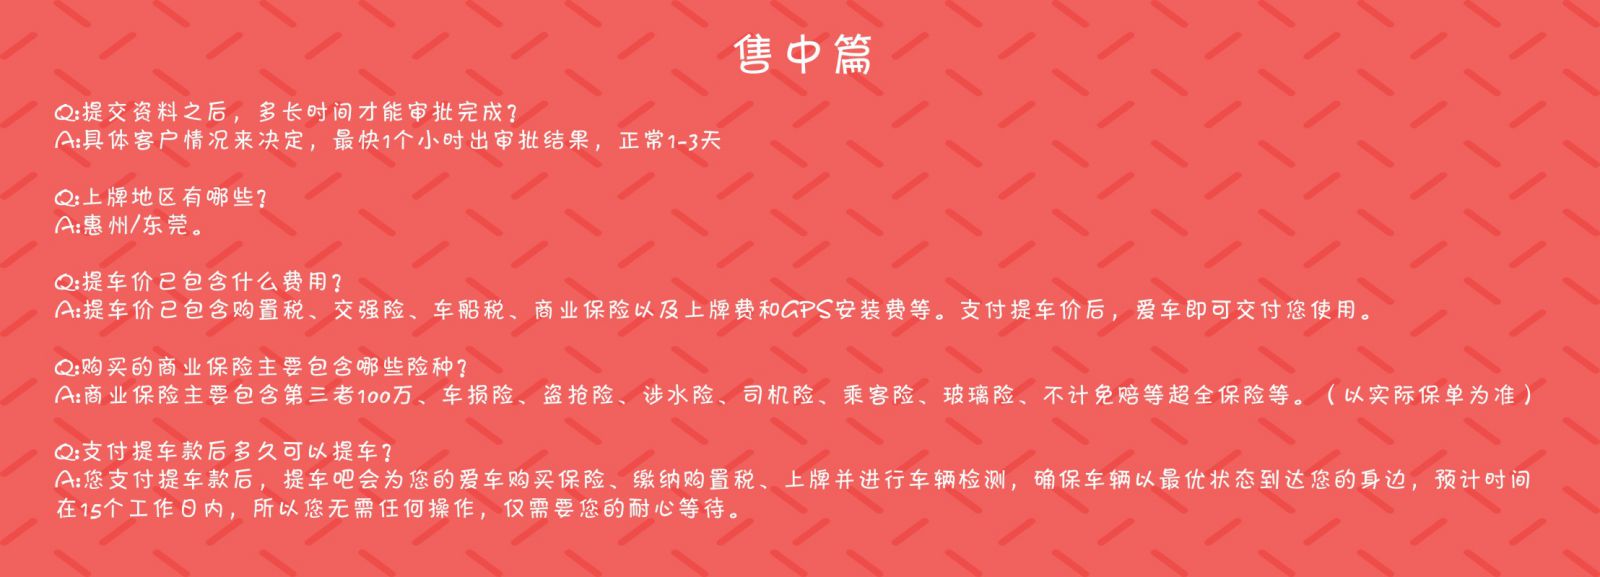 售中篇
Q:提交资料之后，多长时间才能审批完成？
A:具体客户情况来决定，最快1个小时出审批结果，正常1-3天
Q:上牌地区有哪些？
A:惠州/东莞。
Q:提车价已包含什么费用？
A:提车价已包含购置税、交强险、车船税、商业保险以及上牌费和GPS安装费等。支付提车价后，爱车即可交付您使用。
Q:购买的商业保险主要包含哪些险种？
A:商业保险主要包含第三者100万、车损险、盗抢险、涉水险、司机险、乘客险、玻璃险、不计免赔等超全保险等。（以实际保单为准）
Q:支付提车款后多久可以提车？
A:您支付提车款后，提车吧会为您的爱车购买保险、缴纳购置税、上牌并进行车辆检测，确保车辆以最优状态到达您的身边，预计时间
在15个工作日内，所以您无需任何操作，仅需要您的耐心等待。